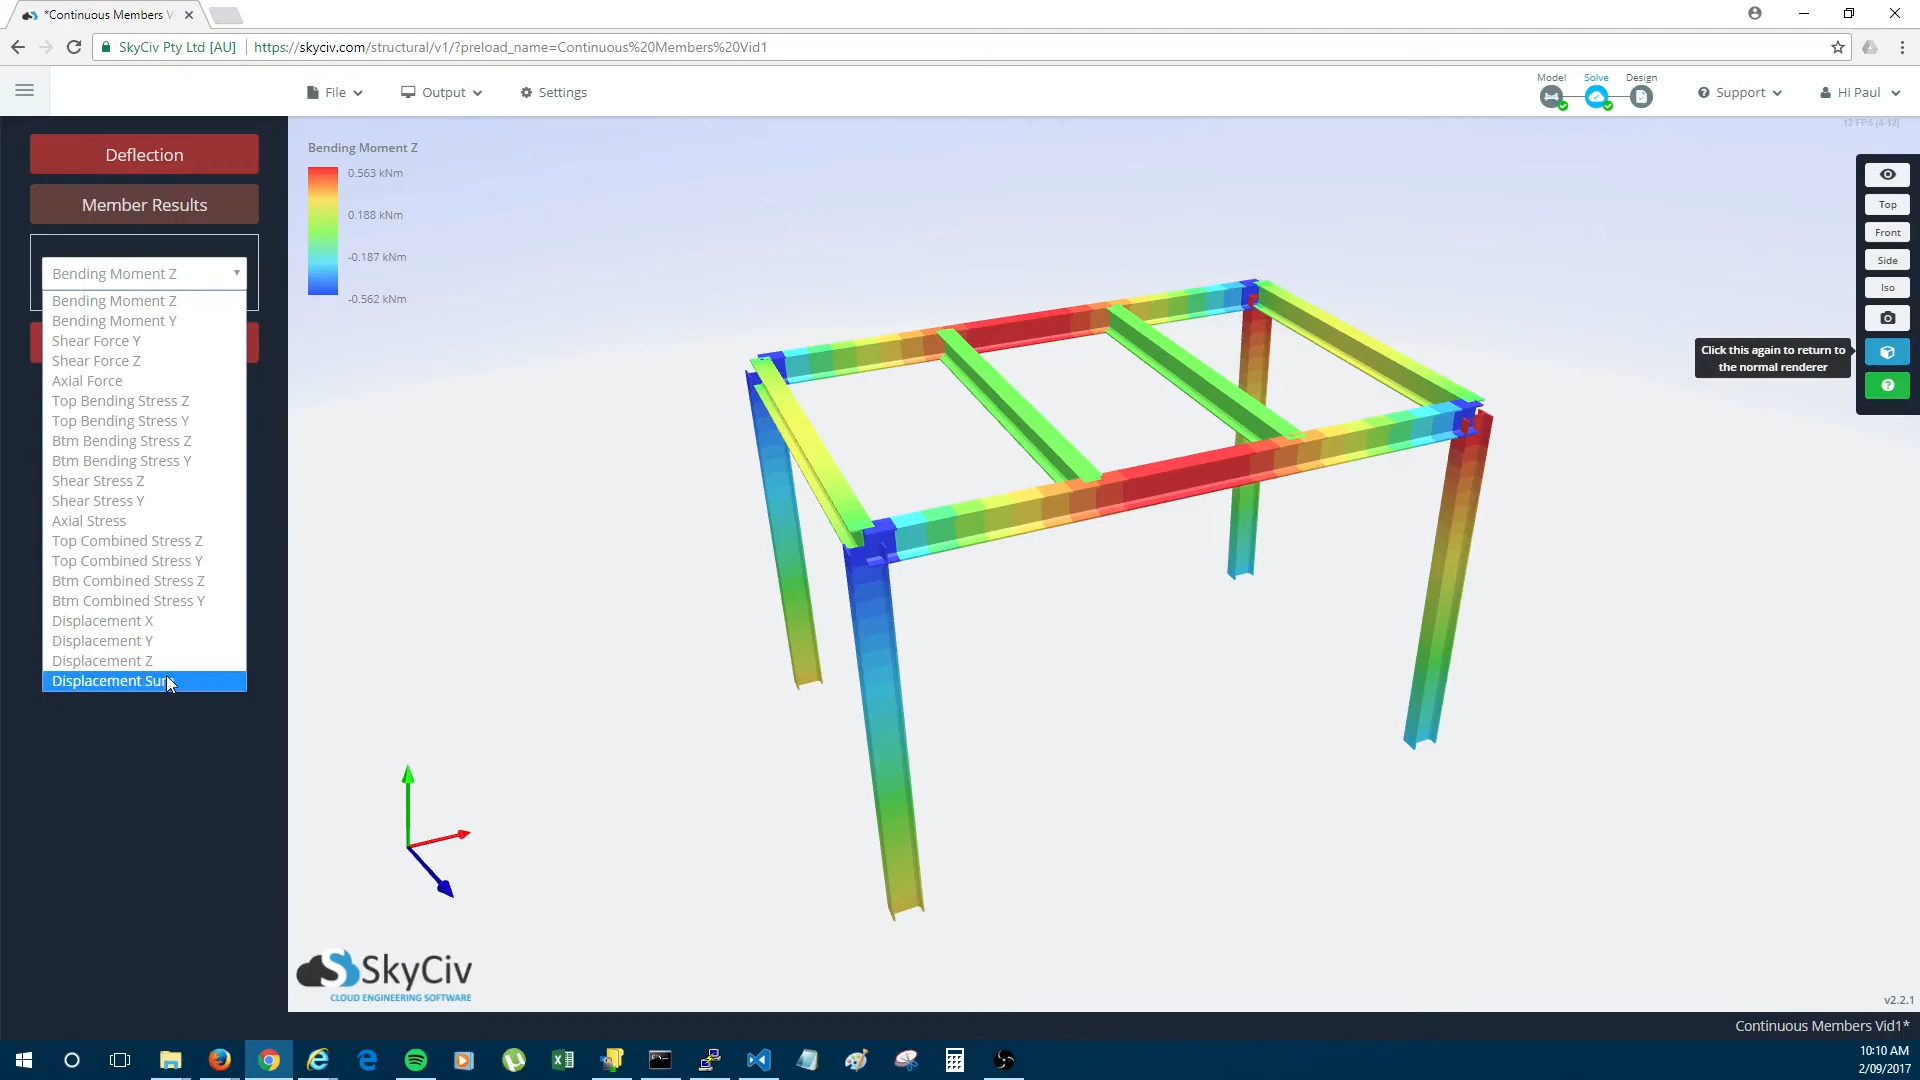 *Continuous Members V
SkyCiv Pty Ltd [AU]
https://skyciv.com/structural/v1/?preload_name=Continuous%20Members%20Vid1
File
Output
Settings
Model
Solve
Design
Support
Hi Paul
12 FPS (4-12)
Deflection
Member Results
Bending Moment Z
Bending Moment Z
Bending Moment Y
Shear Force Y
Shear Force Z
Axial Force
Top Bending Stress Z
Top Bending Stress Y
Btm Bending Stress Z
Btm Bending Stress Y
Shear Stress Z
Shear Stress Y
Axial Stress
Top Combined Stress Z
Top Combined Stress Y
Btm Combined Stress Z
Btm Combined Stress Y
Displacement X
Displacement Y
Displacement Z
Displacement Sum
Bending Moment Z
0.563 kNm
0.188 kNm
-0.187 kNm
-0.562 kNm
Top
Front
Side
Iso
Click this again to return to
the normal renderer
SkyCiv
CLOUD ENGINEERING SOFTWARE
v2.2.1
Continuous Members Vid1*
10:10 AM
2/09/2017